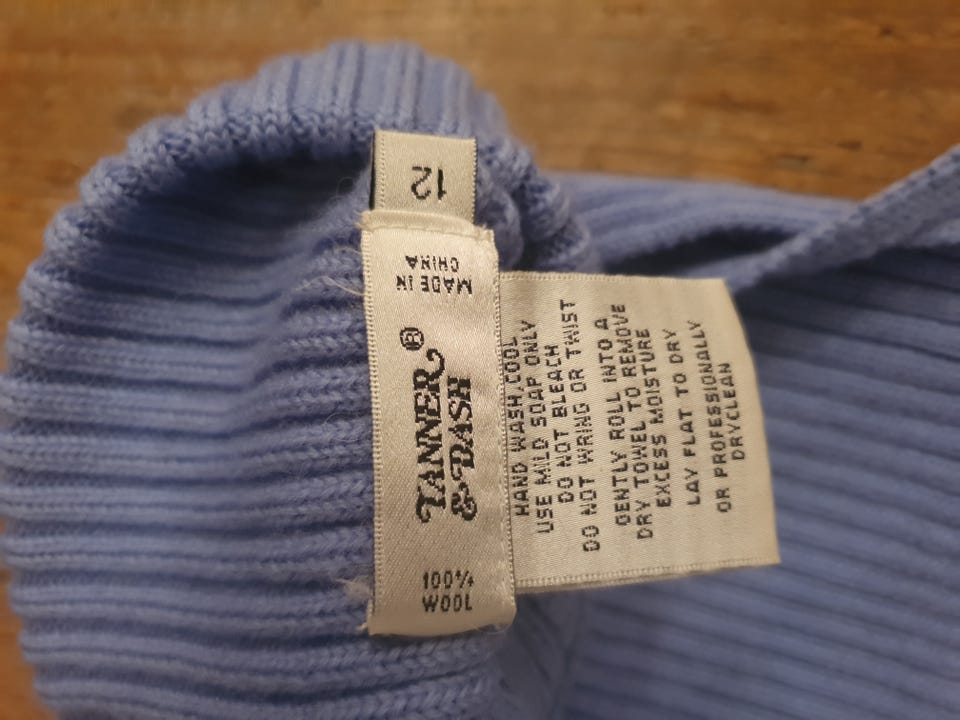 12
MADE IN
CHINA
TANNER®
& DASH
100%
WOOL
HAND WASH, COOL
USE MILD SOAP ONLY
DO NOT BLEACH
DO NOT WRING OR TWIST
GENTLY ROLL INTO A
DRY TOWEL TO REMOVE
EXCESS MOISTURE
LAY FLAT TO DRY
OR PROFESSIONALLY
DRYCLEAN